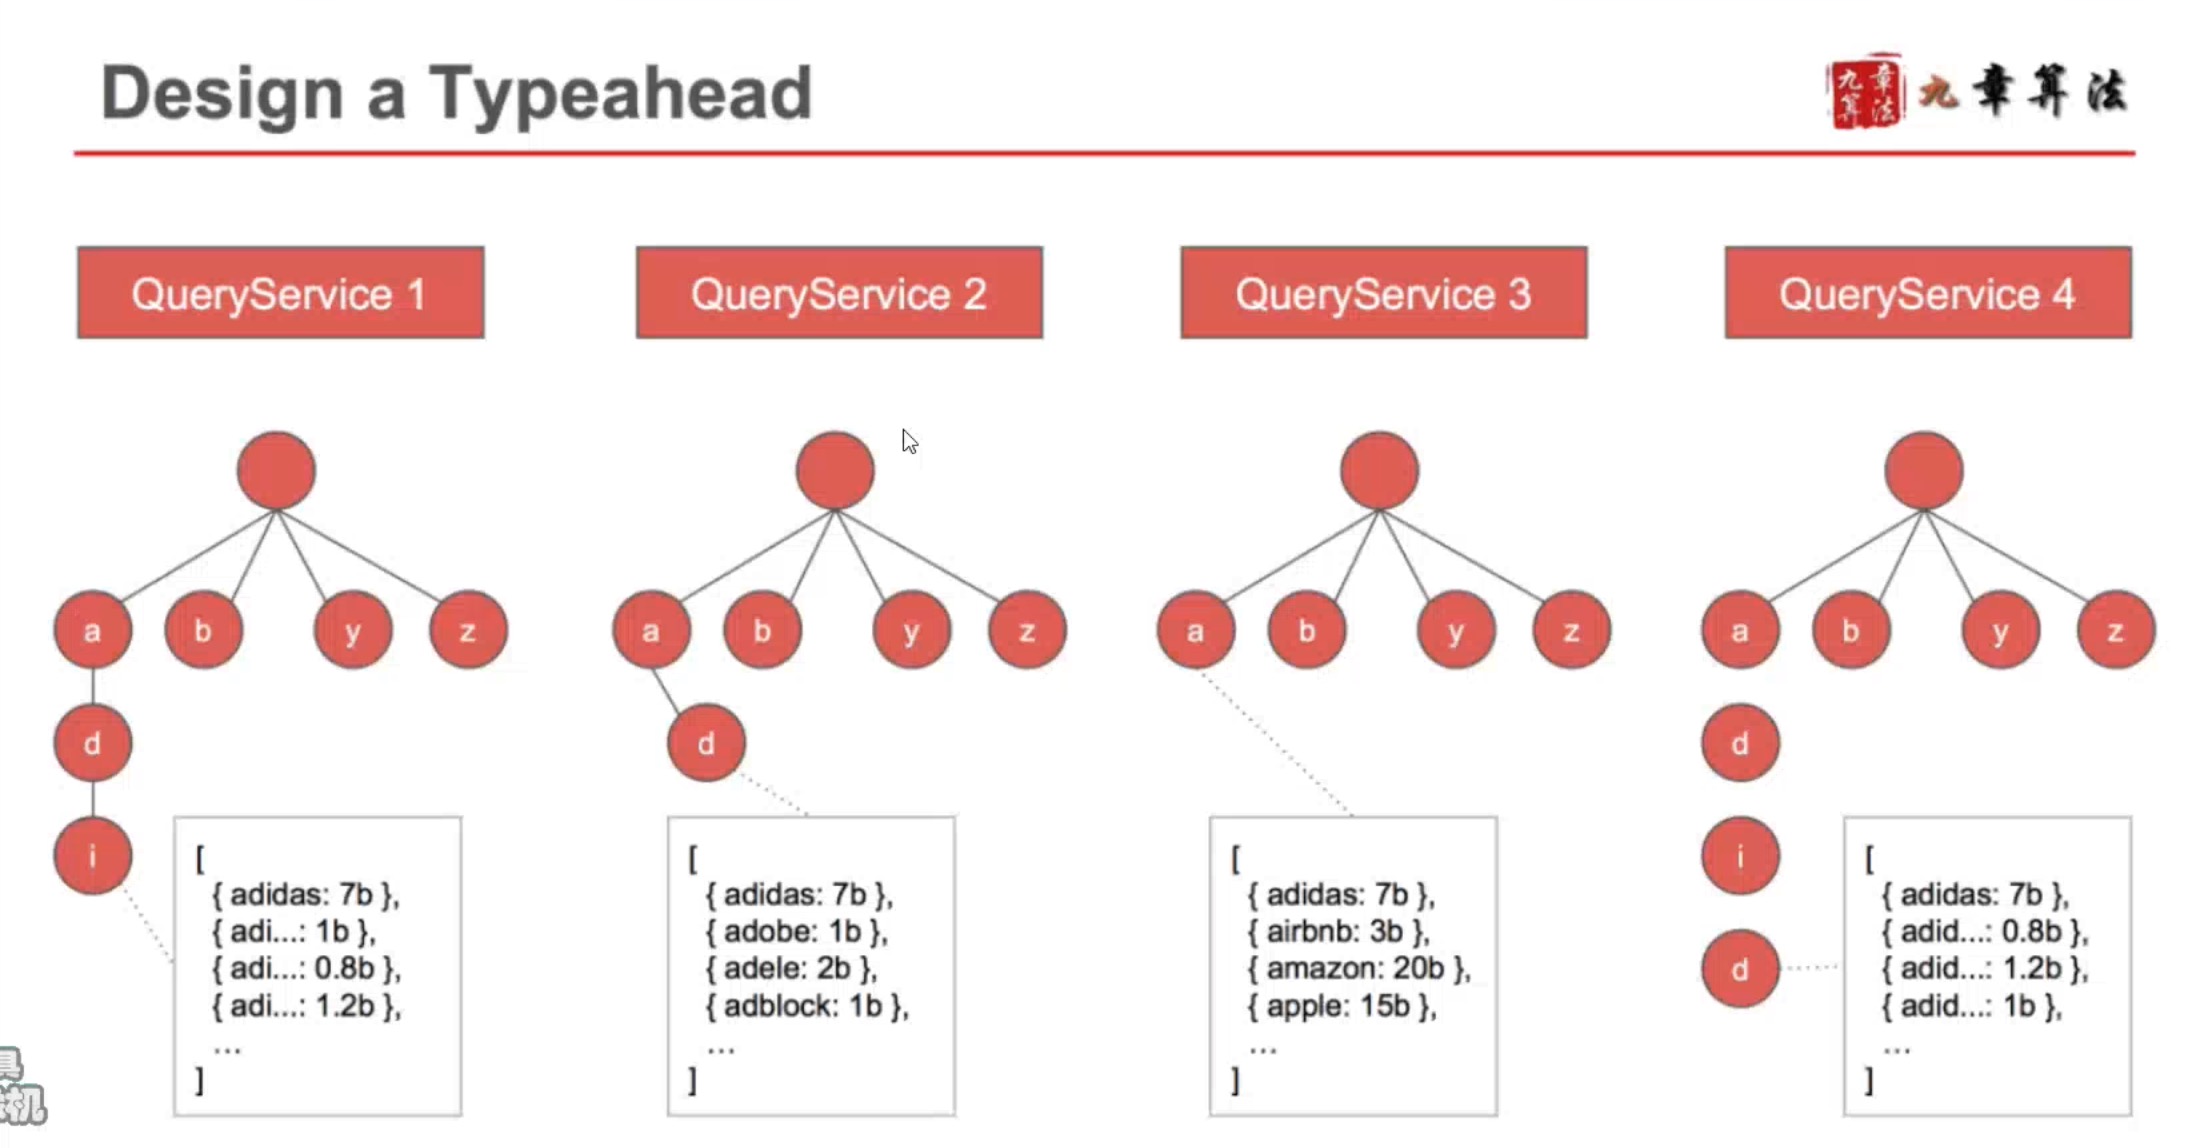 Design a Typeahead
九章
算法
九章算法
QueryService 1
QueryService 2
QueryService 3
QueryService 4
a b y z
a b y z
a b y z
a b y z
d
d
d
i
i
d
[
{ adidas: 7b },
{ adi...: 1b },
{ adi...: 0.8b },
{ adi...: 1.2b },
...
]
[
{ adidas: 7b },
{ adobe: 1b },
{ adele: 2b },
{ adblock: 1b },
...
]
[
{ adidas: 7b },
{ airbnb: 3b },
{ amazon: 20b },
{ apple: 15b },
...
]
[
{ adidas: 7b },
{ adid...: 0.8b },
{ adid...: 1.2b },
{ adid...: 1b },
...
]
机